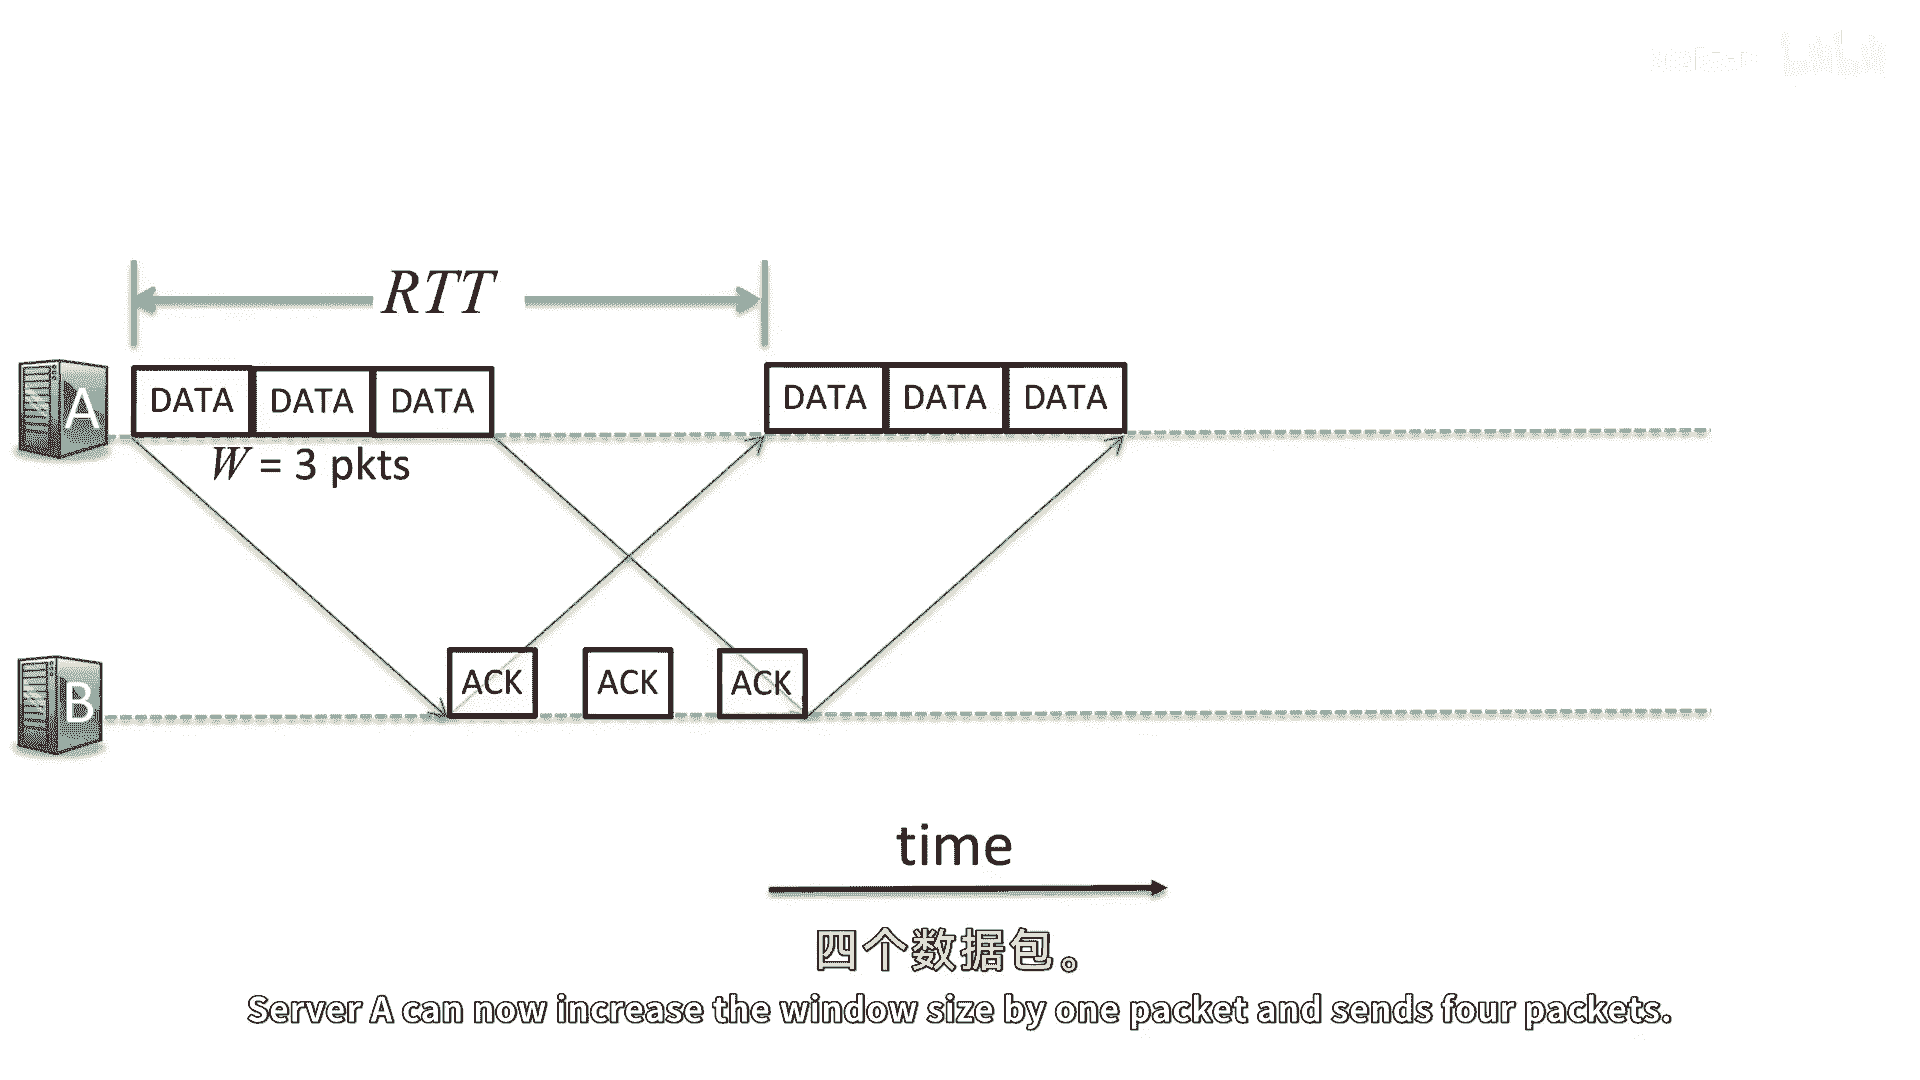 RTT
A
DATA DATA DATA
DATA DATA DATA
W = 3 pkts
B
ACK ACK ACK
time
四个数据包。
Server A can now increase the window size by one packet and sends four packets.